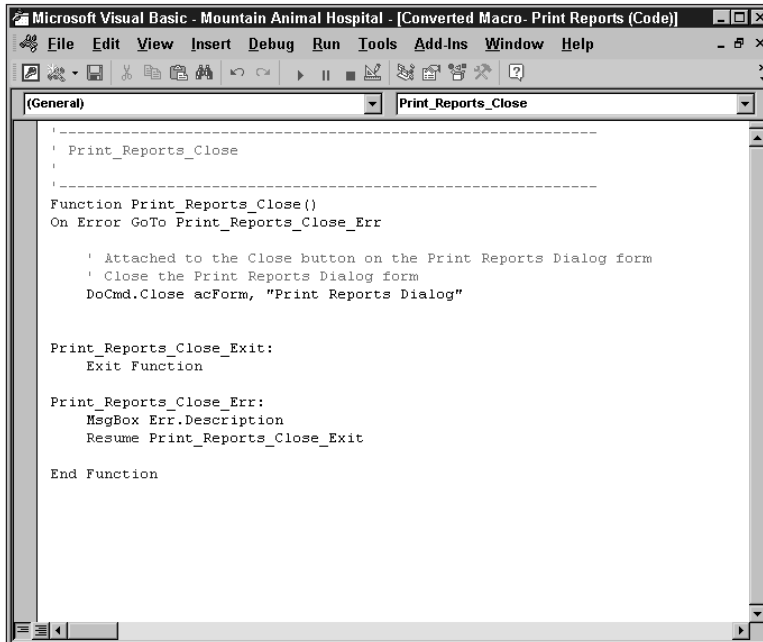 Microsoft Visual Basic - Mountain Animal Hospital - [Converted Macro- Print Reports (Code)]
File Edit View Insert Debug Run Tools Add-Ins Window Help
(General) Print_Reports_Close
'------------------------------------------------------------
' Print_Reports_Close
'
'------------------------------------------------------------
Function Print_Reports_Close()
On Error GoTo Print_Reports_Close_Err
' Attached to the Close button on the Print Reports Dialog form
' Close the Print Reports Dialog form
DoCmd.Close acForm, "Print Reports Dialog"
Print_Reports_Close_Exit:
Exit Function
Print_Reports_Close_Err:
MsgBox Err.Description
Resume Print_Reports_Close_Exit
End Function